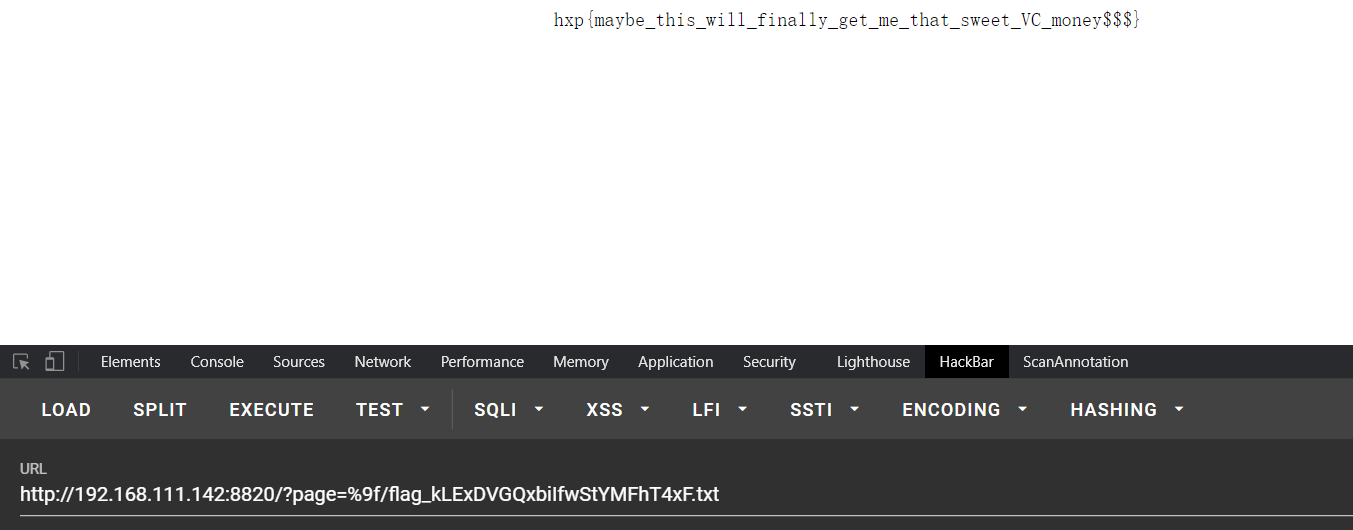 hxp{maybe_this_will_finally_get_me_that_sweet_VC_money$$$}
Elements Console Sources Network Performance Memory Application Security Lighthouse HackBar ScanAnnotation
LOAD SPLIT EXECUTE TEST SQLI XSS LFI SSTI ENCODING HASHING
URL
http://192.168.111.142:8820/?page=%9f/flag_kLExDVGQxbiIfwStYMFhT4xF.txt